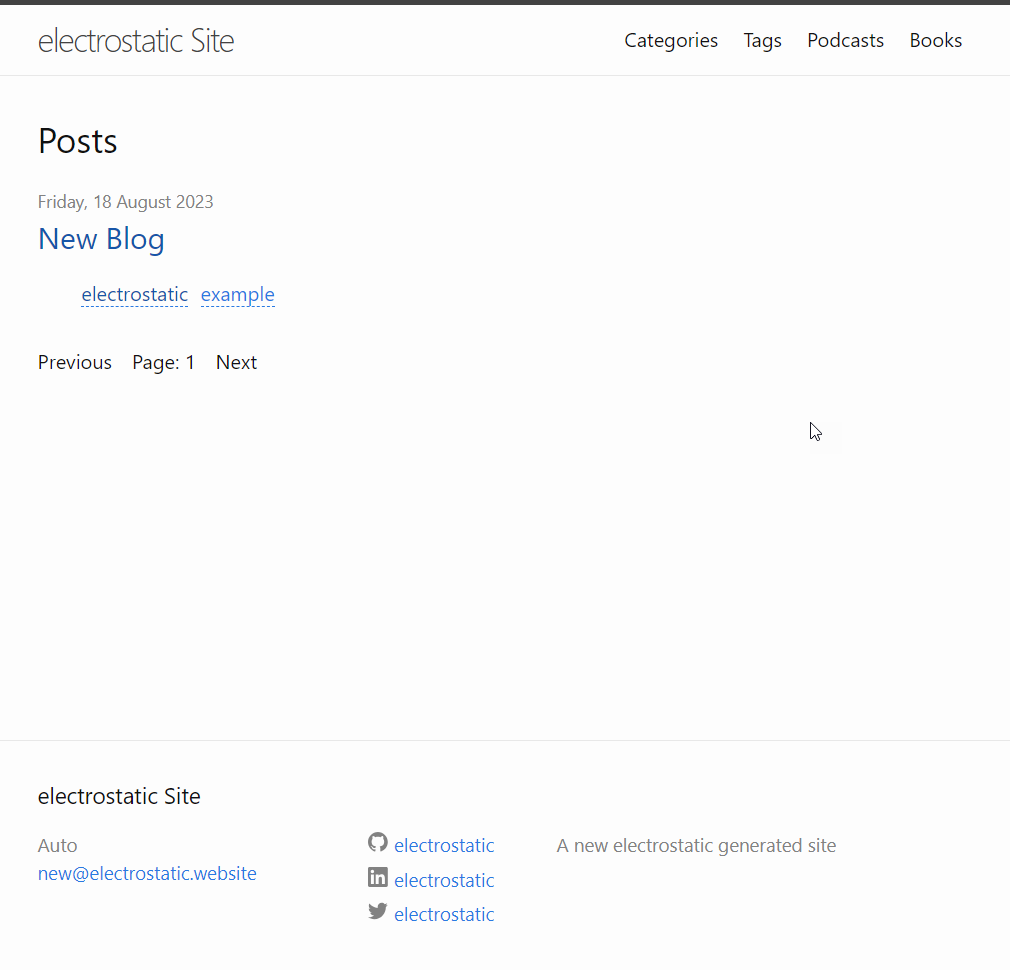 electrostatic Site
Categories Tags Podcasts Books
Posts
Friday, 18 August 2023
New Blog
electrostatic example
Previous Page: 1 Next
electrostatic Site
Auto
new@electrostatic.website
electrostatic
electrostatic
electrostatic
A new electrostatic generated site